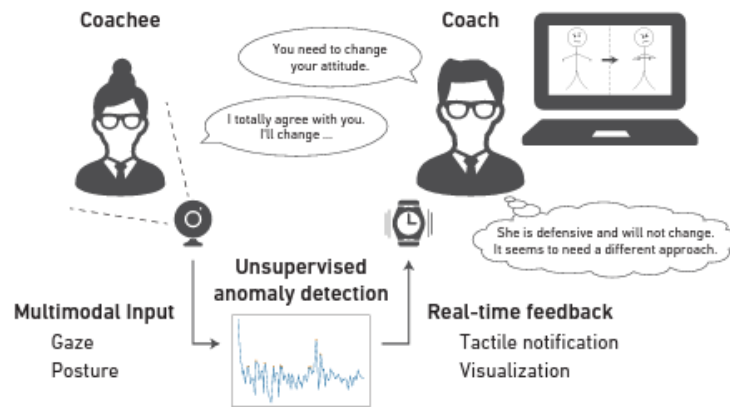 Coachee
Coach
You need to change
your attitude.
I totally agree with you.
I'll change ...
She is defensive and will not change.
It seems to need a different approach.
Unsupervised
anomaly detection
Multimodal Input
Gaze
Posture
Real-time feedback
Tactile notification
Visualization